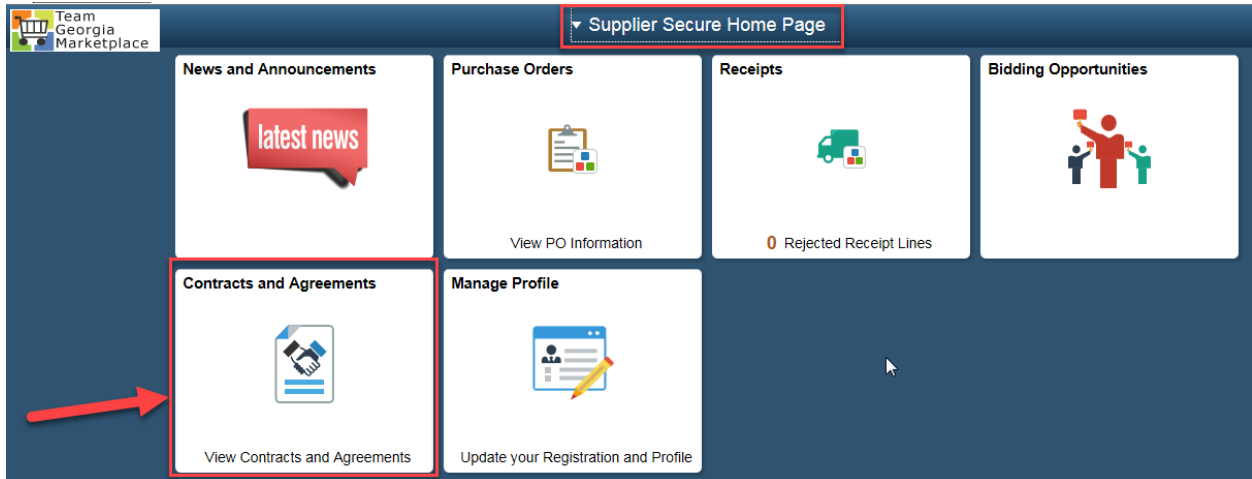 Team
Georgia
Marketplace
Supplier Secure Home Page
News and Announcements
Purchase Orders
Receipts
Bidding Opportunities
latest news
View PO Information
0 Rejected Receipt Lines
Contracts and Agreements
Manage Profile
View Contracts and Agreements
Update your Registration and Profile